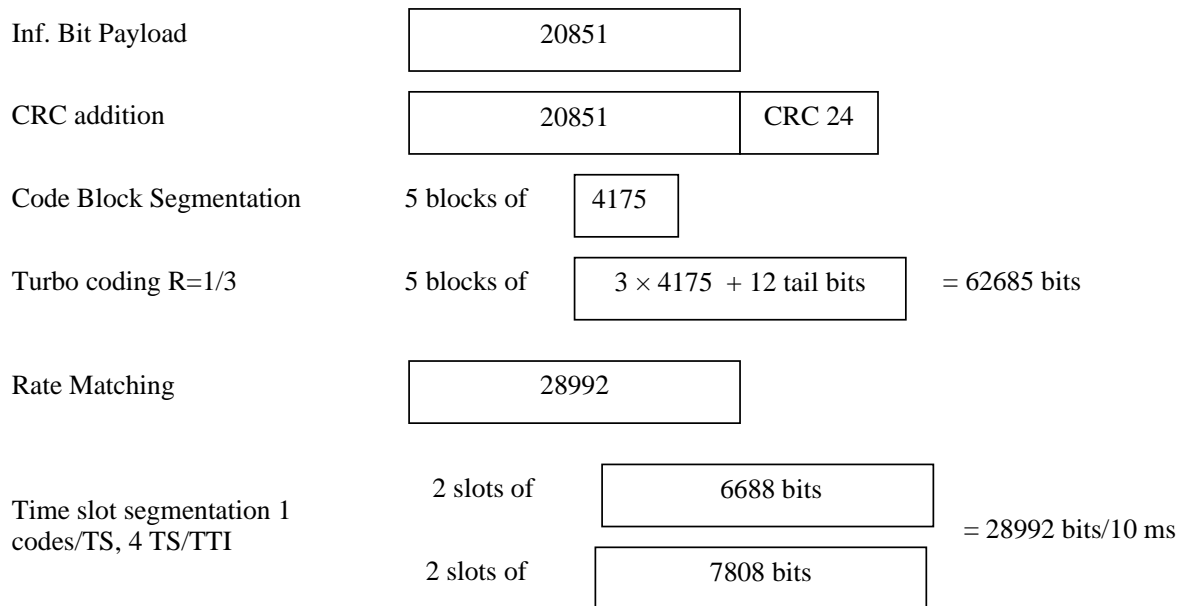 Inf. Bit Payload 20851
CRC addition 20851 CRC 24
Code Block Segmentation 5 blocks of 4175
Turbo coding R=1/3 5 blocks of 3 × 4175 + 12 tail bits = 62685 bits
Rate Matching 28992
2 slots of 6688 bits
Time slot segmentation 1
codes/TS, 4 TS/TTI
= 28992 bits/10 ms
2 slots of 7808 bits